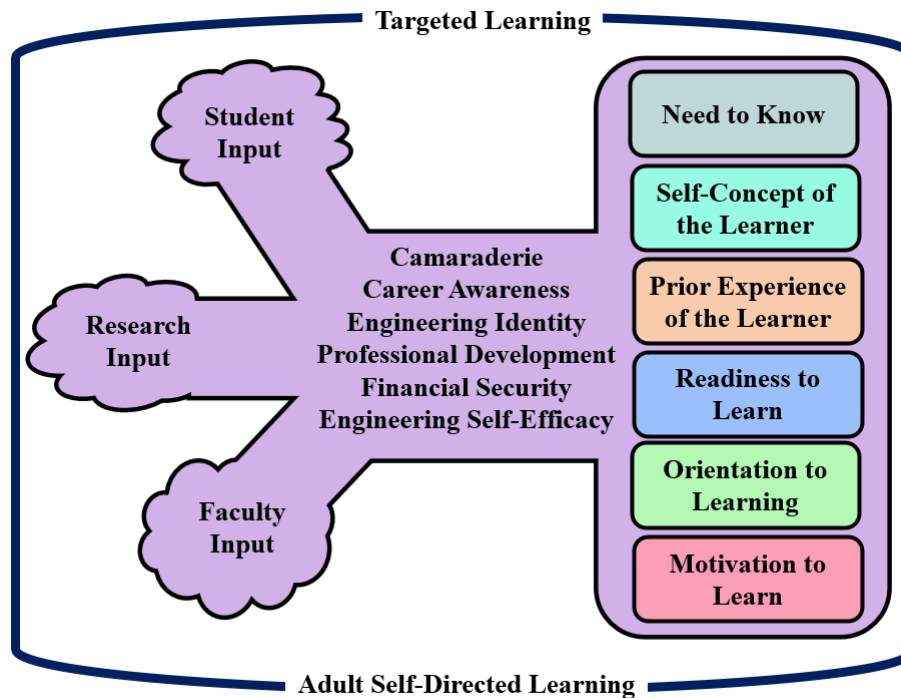 Targeted Learning
Student
Input
Research
Input
Faculty
Input
Camaraderie
Career Awareness
Engineering Identity
Professional Development
Financial Security
Engineering Self-Efficacy
Need to Know
Self-Concept of
the Learner
Prior Experience
of the Learner
Readiness to
Learn
Orientation to
Learning
Motivation to
Learn
Adult Self-Directed Learning